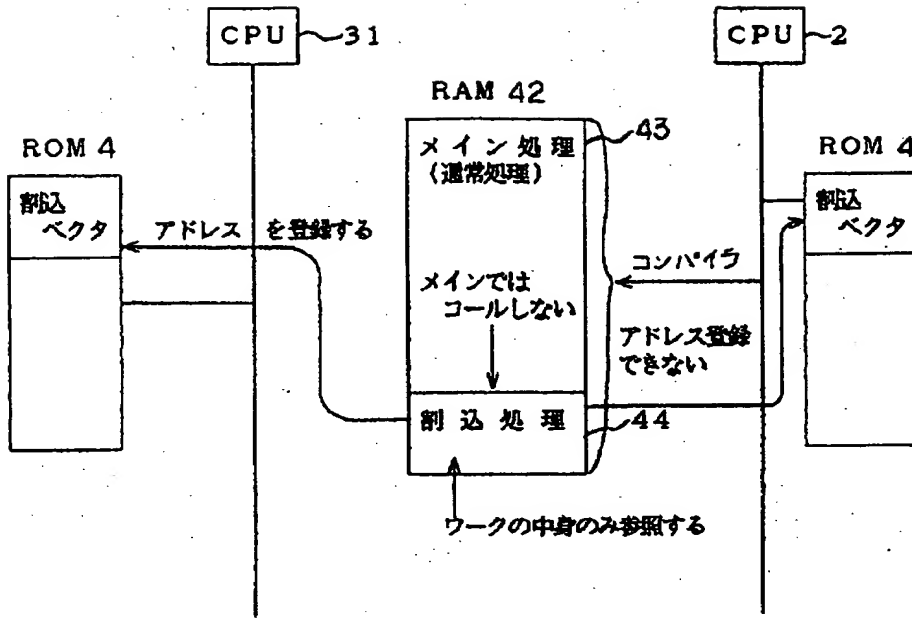 CPU 31
CPU 2
RAM 42
ROM 4
ROM 4
43
メイン処理
(通常処理)
割込
ベクタ
割込
ベクタ
アドレス を登録する
コンパイラ
メインでは
コールしない
アドレス登録
できない
割込処理
44
ワークの中身のみ参照する